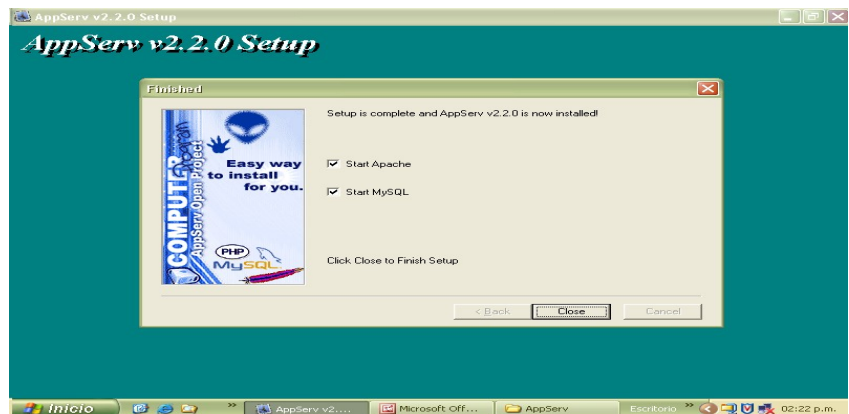 AppServ v2.2.0 Setup
AppServ v2.2.0 Setup
Finished
Setup is complete and AppServ v2.2.0 is now installed!
Start Apache
Start MySQL
Click Close to Finish Setup
COMPUTER Program
AppServ Open Project
Easy way
to install
for you.
PHP
MySQL
< Back
Close
Cancel
Inicio
»
AppServ v2....
Microsoft Off...
AppServ
Escritorio
»
02:22 p.m.